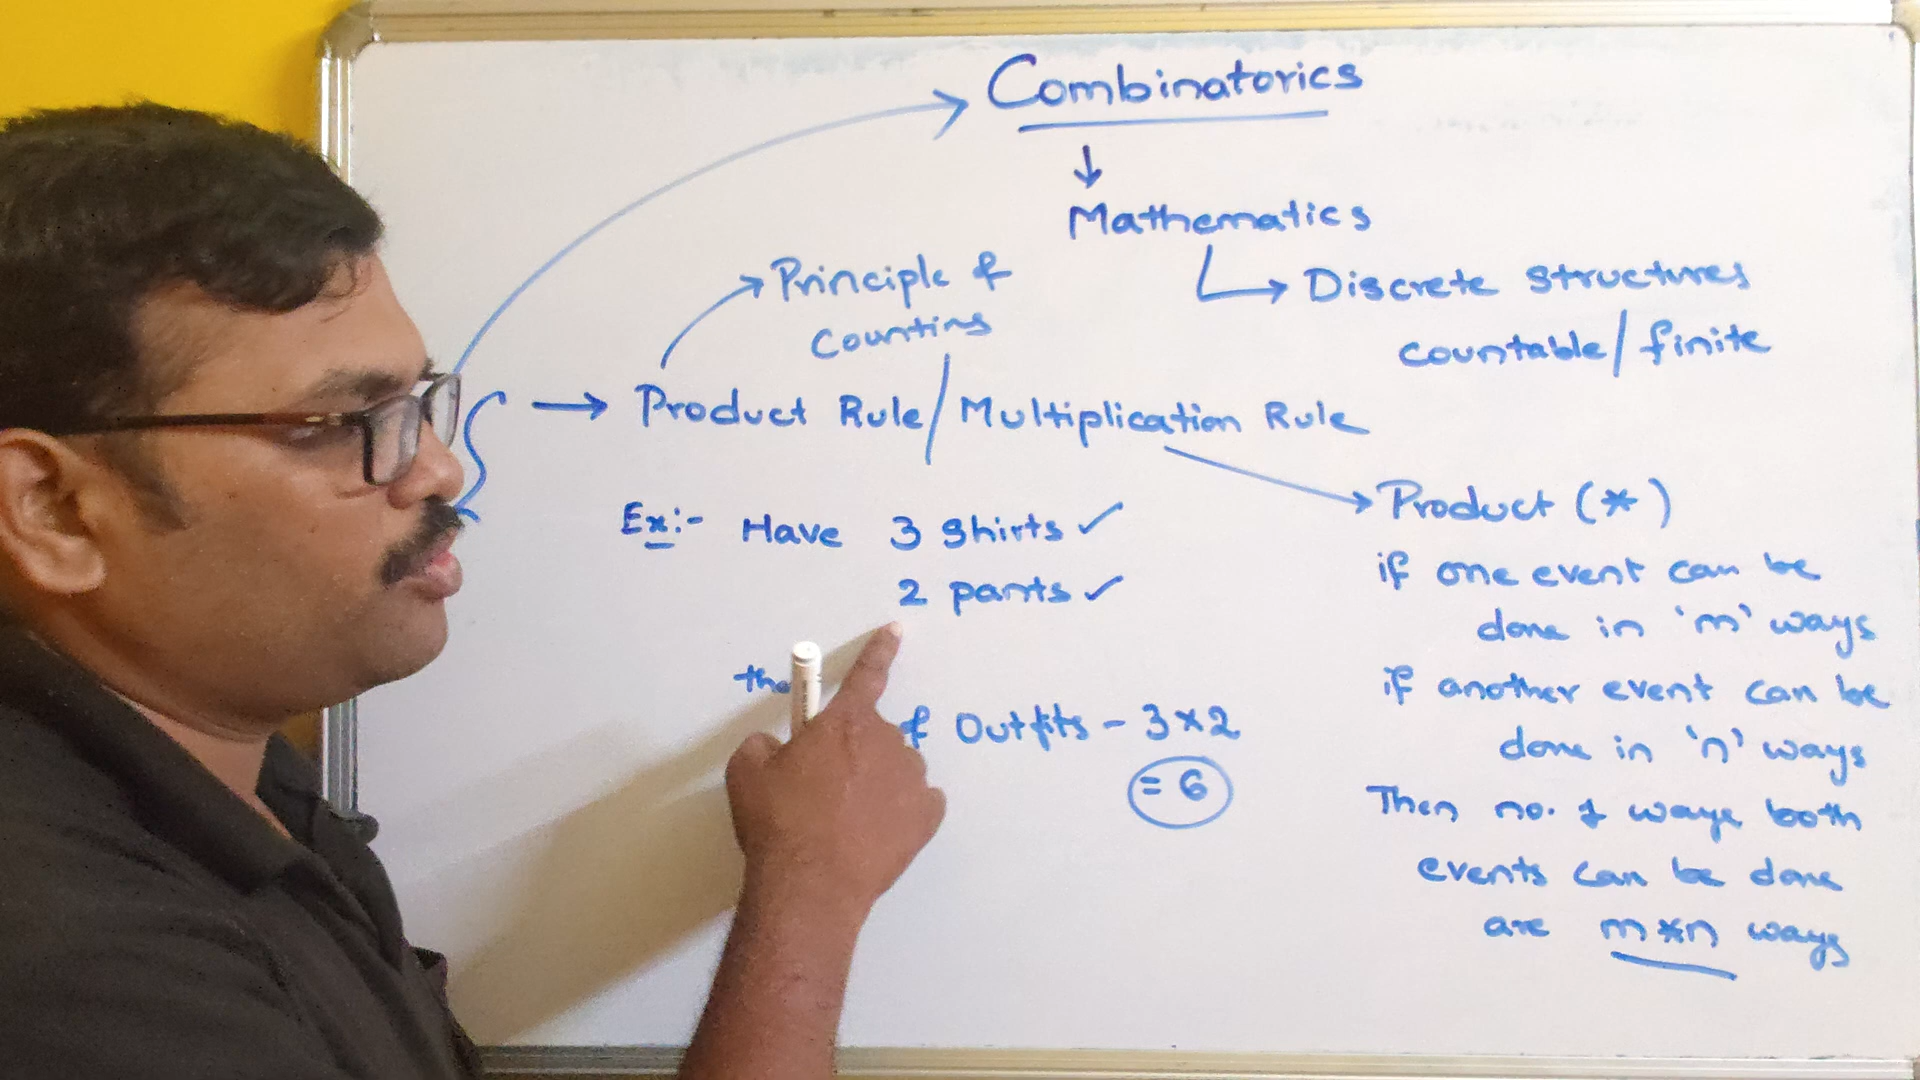 Combinatorics
↓
Mathematics
→ Discrete structures
countable/finite
→ Principle of
counting
→ Product Rule/Multiplication Rule
Ex:- Have 3 shirts ✓
2 pants ✓
Outfits - 3×2
= 6
→ Product (*)
if one event can be
done in 'm' ways
if another event can be
done in 'n' ways
Then no. of ways both
events can be done
are m*n ways